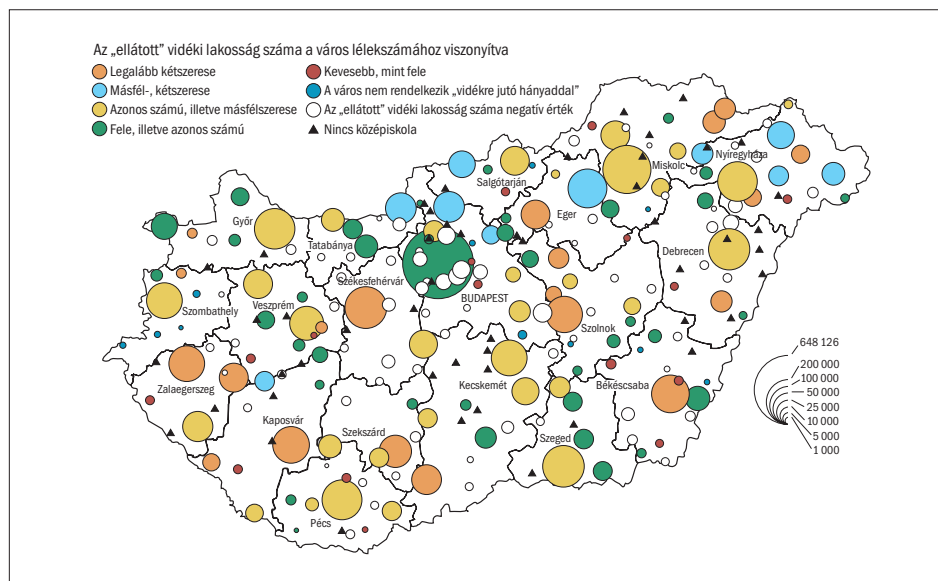 Az „ellátott” vidéki lakosság száma a város lélekszámához viszonyítva
Legalább kétszerese
Másfél-, kétszerese
Azonos számú, illetve másfélszerese
Fele, illetve azonos számú
Kevesebb, mint fele
A város nem rendelkezik „vidékre jutó hányaddal”
Az „ellátott” vidéki lakosság száma negatív érték
Nincs középiskola
Nyíregyháza
Miskolc
Salgótarján
Eger
Győr
Tatabánya
Debrecen
Székesfehérvár
BUDAPEST
Szombathely
Veszprém
Szolnok
Zalaegerszeg
Kecskemét
Békéscsaba
Kaposvár
Szekszárd
Szeged
Pécs
648 126
200 000
100 000
50 000
25 000
10 000
5 000
1 000